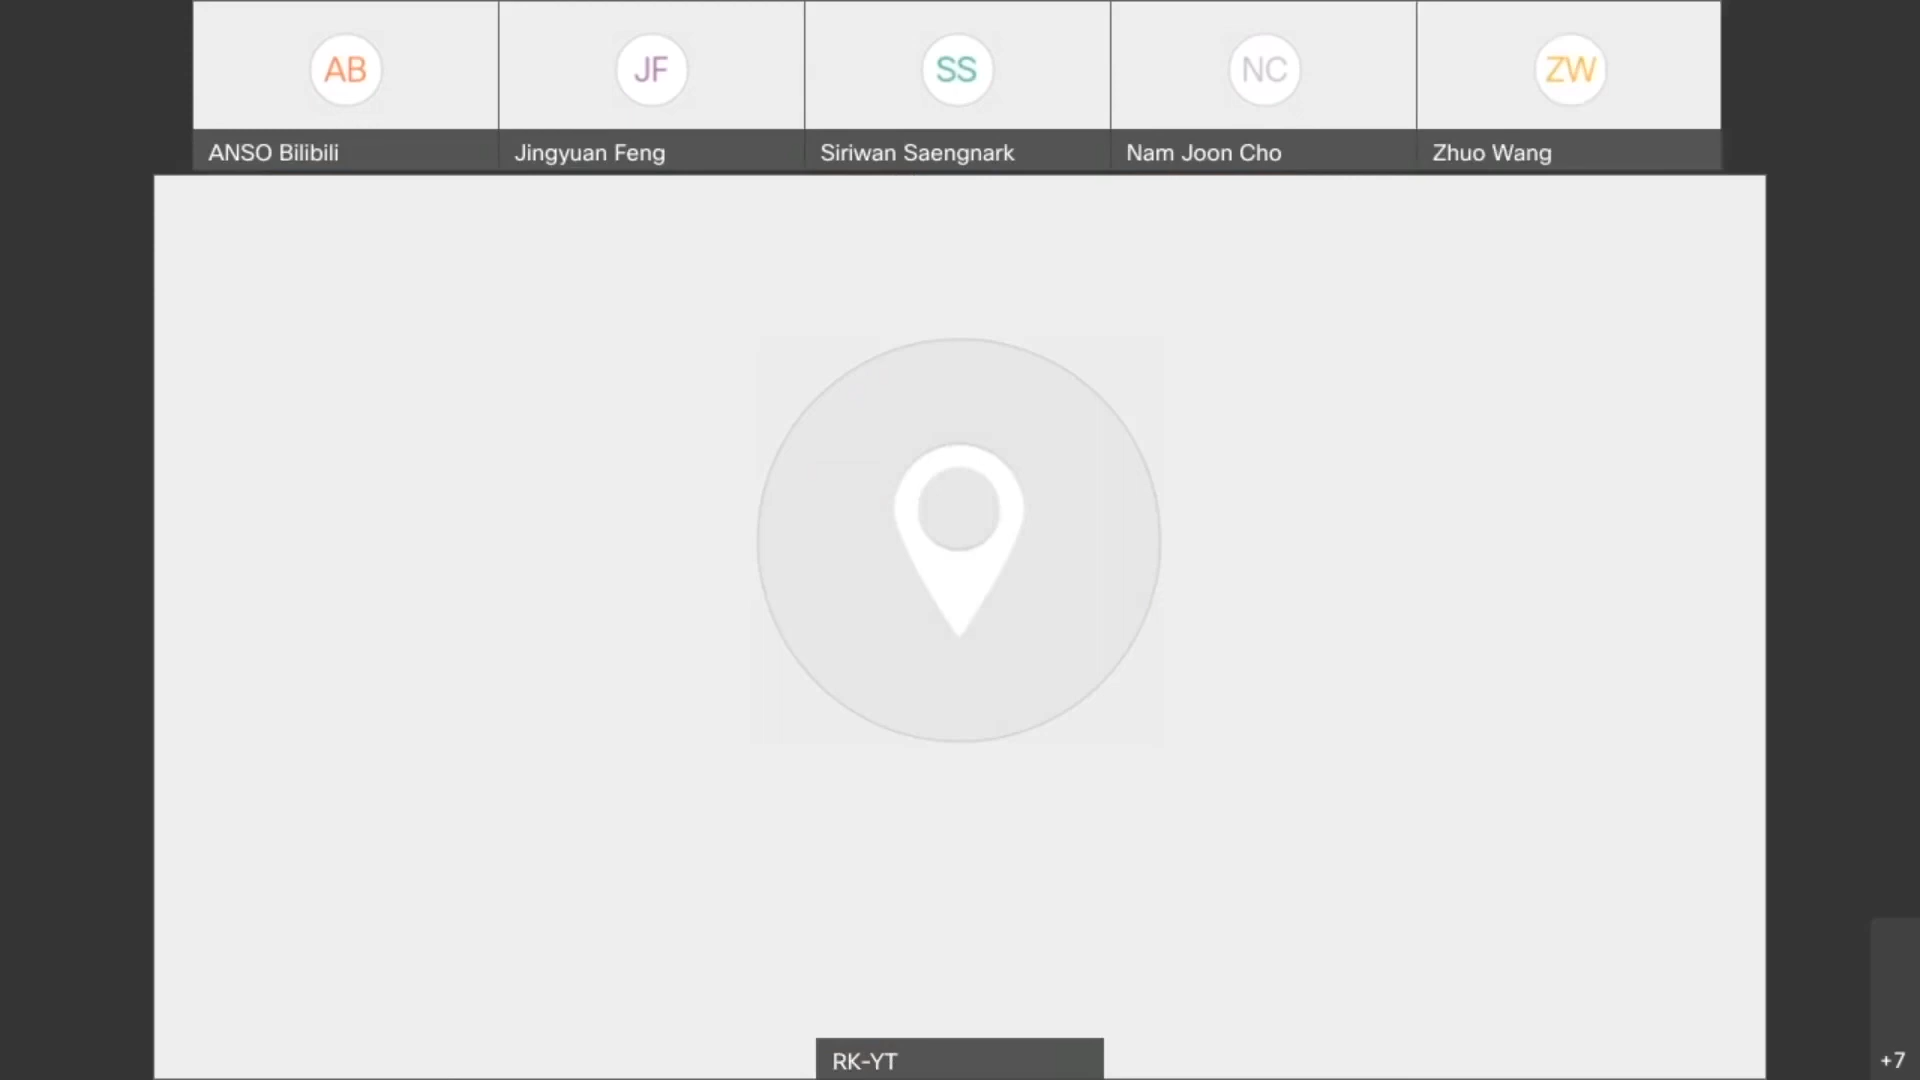 AB
JF
SS
NC
ZW
ANSO Bilibili
Jingyuan Feng
Siriwan Saengnark
Nam Joon Cho
Zhuo Wang
RK-YT
+7